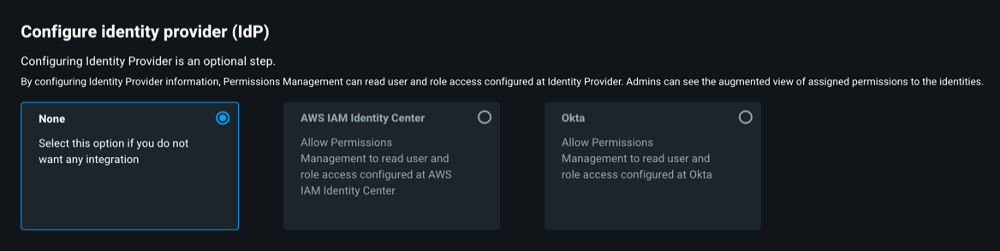 Configure identity provider (IdP)
Configuring Identity Provider is an optional step.
By configuring Identity Provider information, Permissions Management can read user and role access configured at Identity Provider. Admins can see the augmented view of assigned permissions to the identities.
None
Select this option if you do not
want any integration
AWS IAM Identity Center
Allow Permissions
Management to read user and
role access configured at AWS
IAM Identity Center
Okta
Allow Permissions
Management to read user and
role access configured at Okta